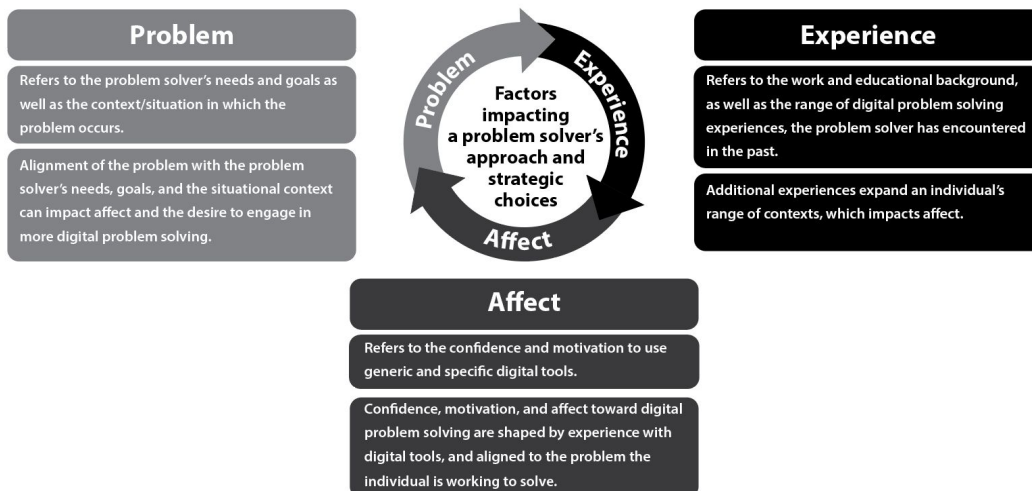 Problem
Refers to the problem solver's needs and goals as
well as the context/situation in which the
problem occurs.
Alignment of the problem with the problem
solver's needs, goals, and the situational context
can impact affect and the desire to engage in
more digital problem solving.
Problem
Experience
Affect
Factors
impacting
a problem solver's
approach and
strategic
choices
Experience
Refers to the work and educational background,
as well as the range of digital problem solving
experiences, the problem solver has encountered
in the past.
Additional experiences expand an individual's
range of contexts, which impacts affect.
Affect
Refers to the confidence and motivation to use
generic and specific digital tools.
Confidence, motivation, and affect toward digital
problem solving are shaped by experience with
digital tools, and aligned to the problem the
individual is working to solve.